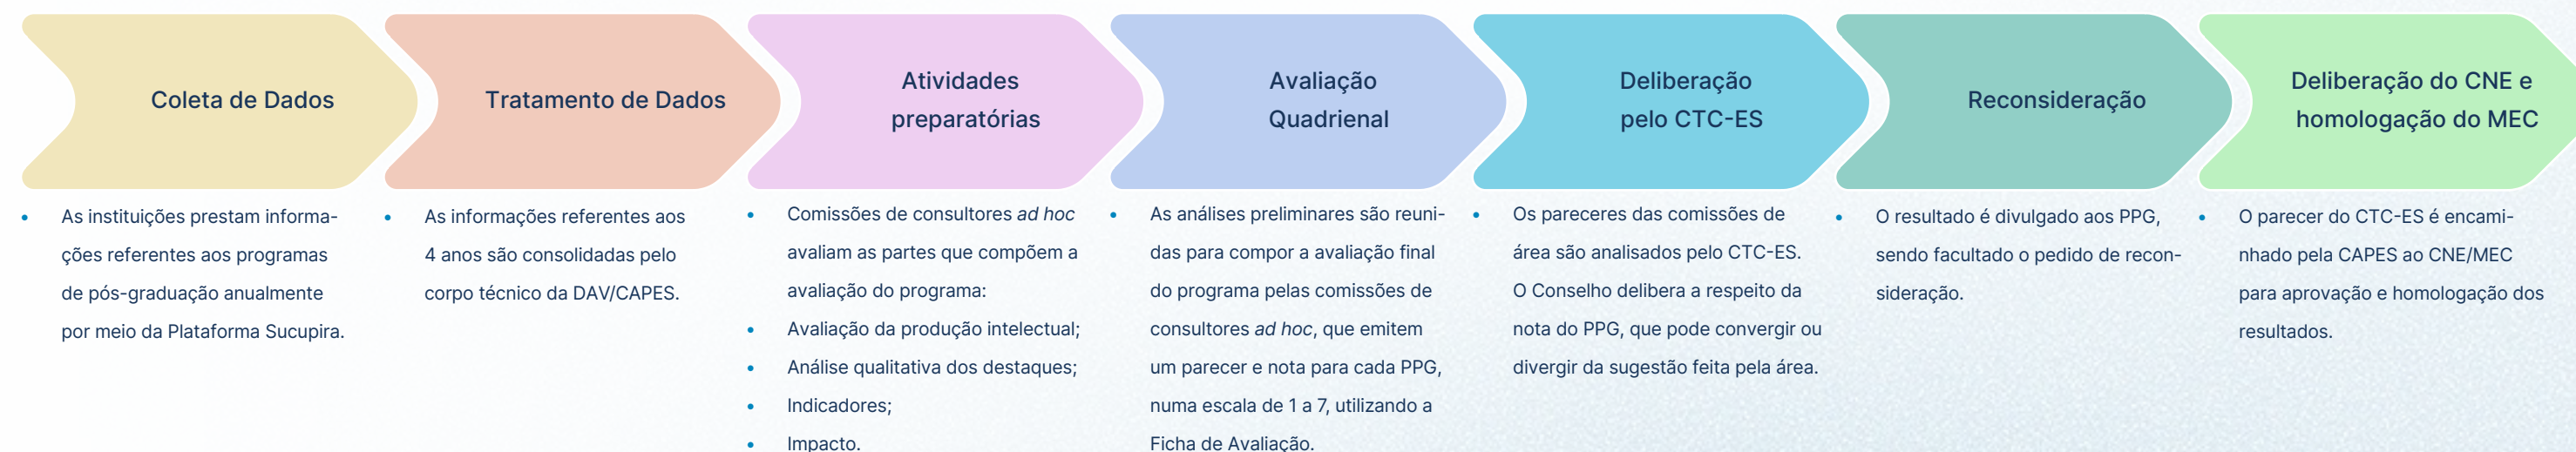 Coleta de Dados
• As instituições prestam informa-
ções referentes aos programas
de pós-graduação anualmente
por meio da Plataforma Sucupira.
Tratamento de Dados
• As informações referentes aos
4 anos são consolidadas pelo
corpo técnico da DAV/CAPES.
Atividades
preparatórias
• Comissões de consultores ad hoc
avaliam as partes que compõem a
avaliação do programa:
• Avaliação da produção intelectual;
• Análise qualitativa dos destaques;
• Indicadores;
• Impacto.
Avaliação
Quadrienal
• As análises preliminares são reuni-
das para compor a avaliação final
do programa pelas comissões de
consultores ad hoc, que emitem
um parecer e nota para cada PPG,
numa escala de 1 a 7, utilizando a
Ficha de Avaliação.
Deliberação
pelo CTC-ES
• Os pareceres das comissões de
área são analisados pelo CTC-ES.
O Conselho delibera a respeito da
nota do PPG, que pode convergir ou
divergir da sugestão feita pela área.
Reconsideração
• O resultado é divulgado aos PPG,
sendo facultado o pedido de recon-
sideração.
Deliberação do CNE e
homologação do MEC
• O parecer do CTC-ES é encami-
nhado pela CAPES ao CNE/MEC
para aprovação e homologação dos
resultados.